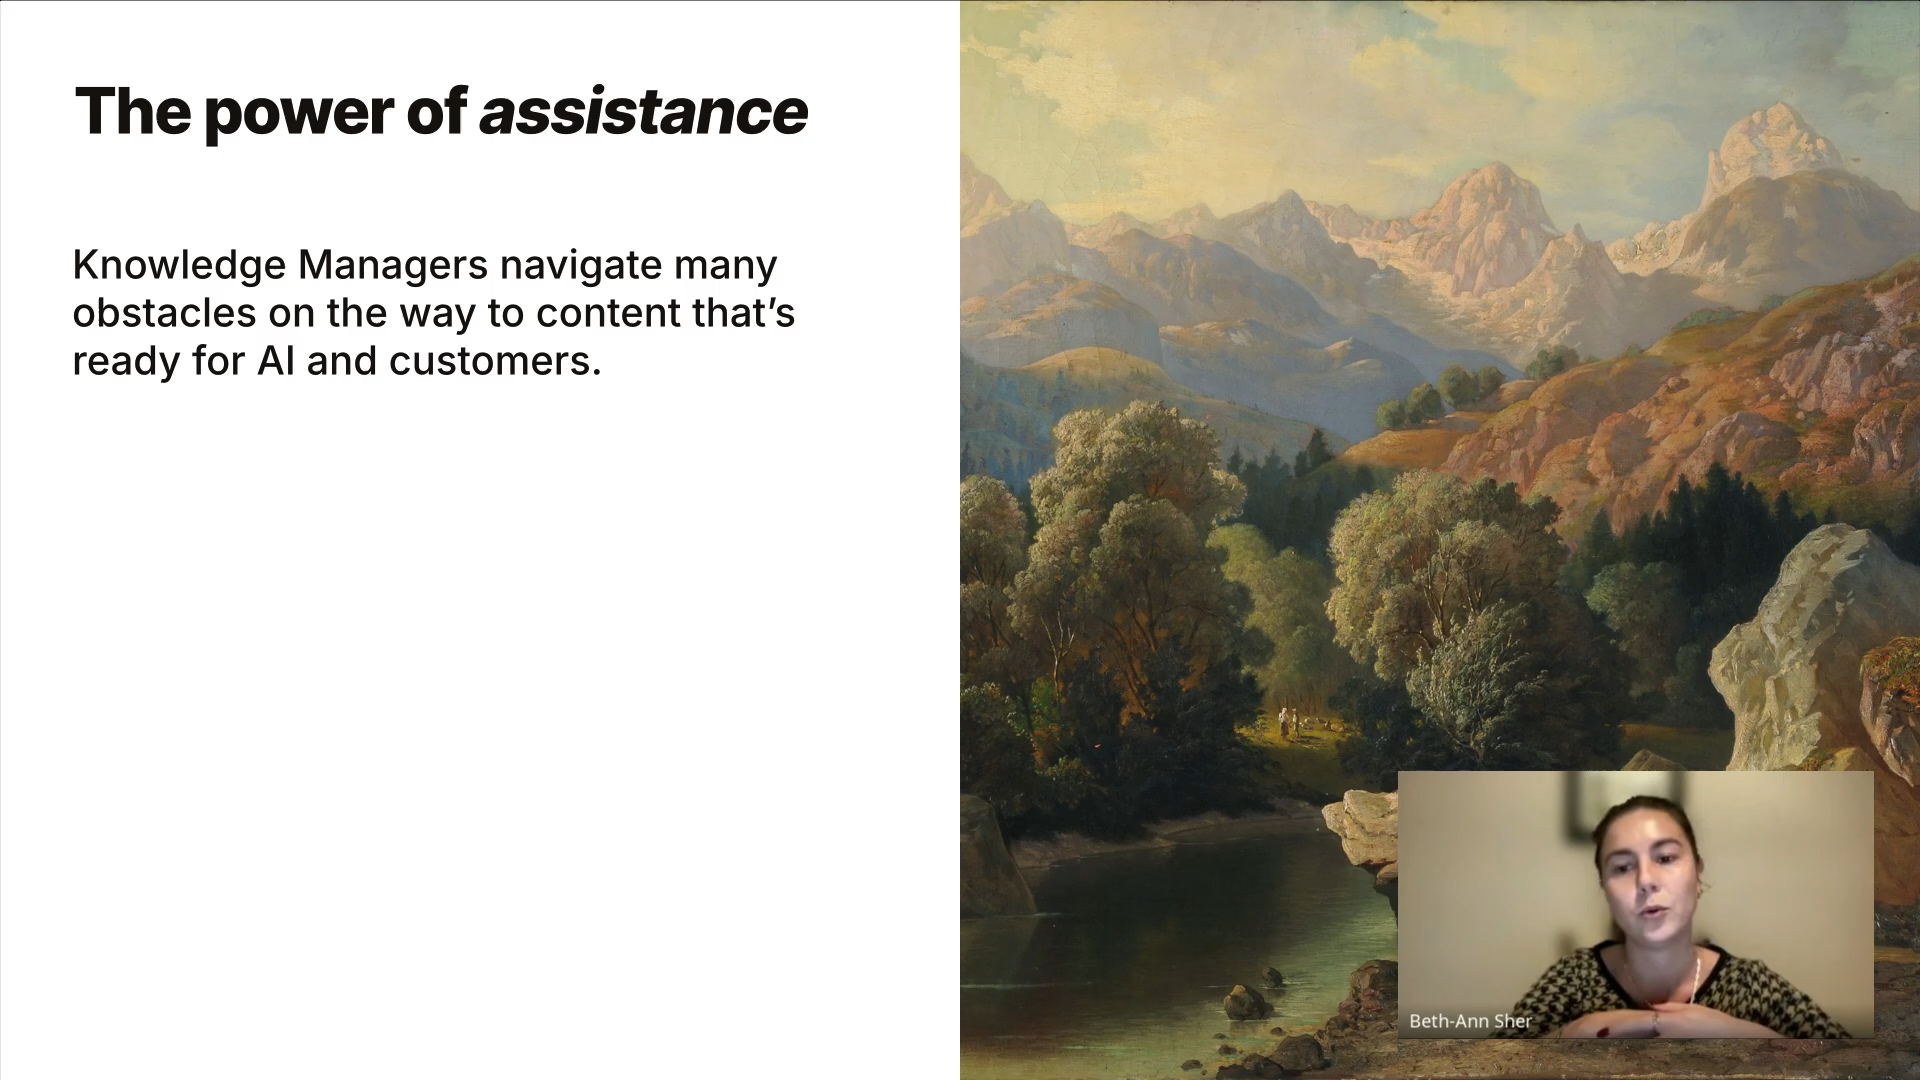 The power of assistance
Knowledge Managers navigate many
obstacles on the way to content that’s
ready for AI and customers.
Beth-Ann Sher